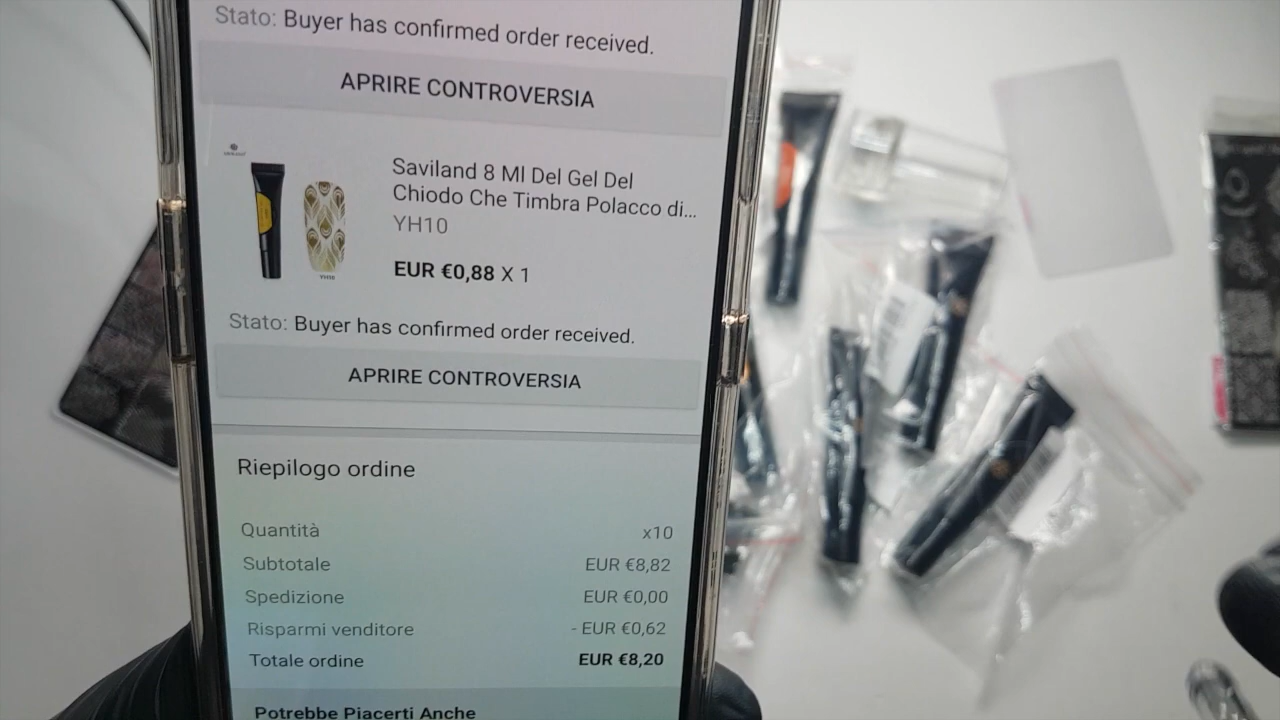 Stato: Buyer has confirmed order received.
APRIRE CONTROVERSIA
Saviland 8 Ml Del Gel Del
Chiodo Che Timbra Polacco di...
YH10
EUR €0,88 X 1
YH10
Stato: Buyer has confirmed order received.
APRIRE CONTROVERSIA
Riepilogo ordine
Quantità x10
Subtotale EUR €8,82
Spedizione EUR €0,00
Risparmi venditore - EUR €0,62
Totale ordine EUR €8,20
Potrebbe Piacerti Anche